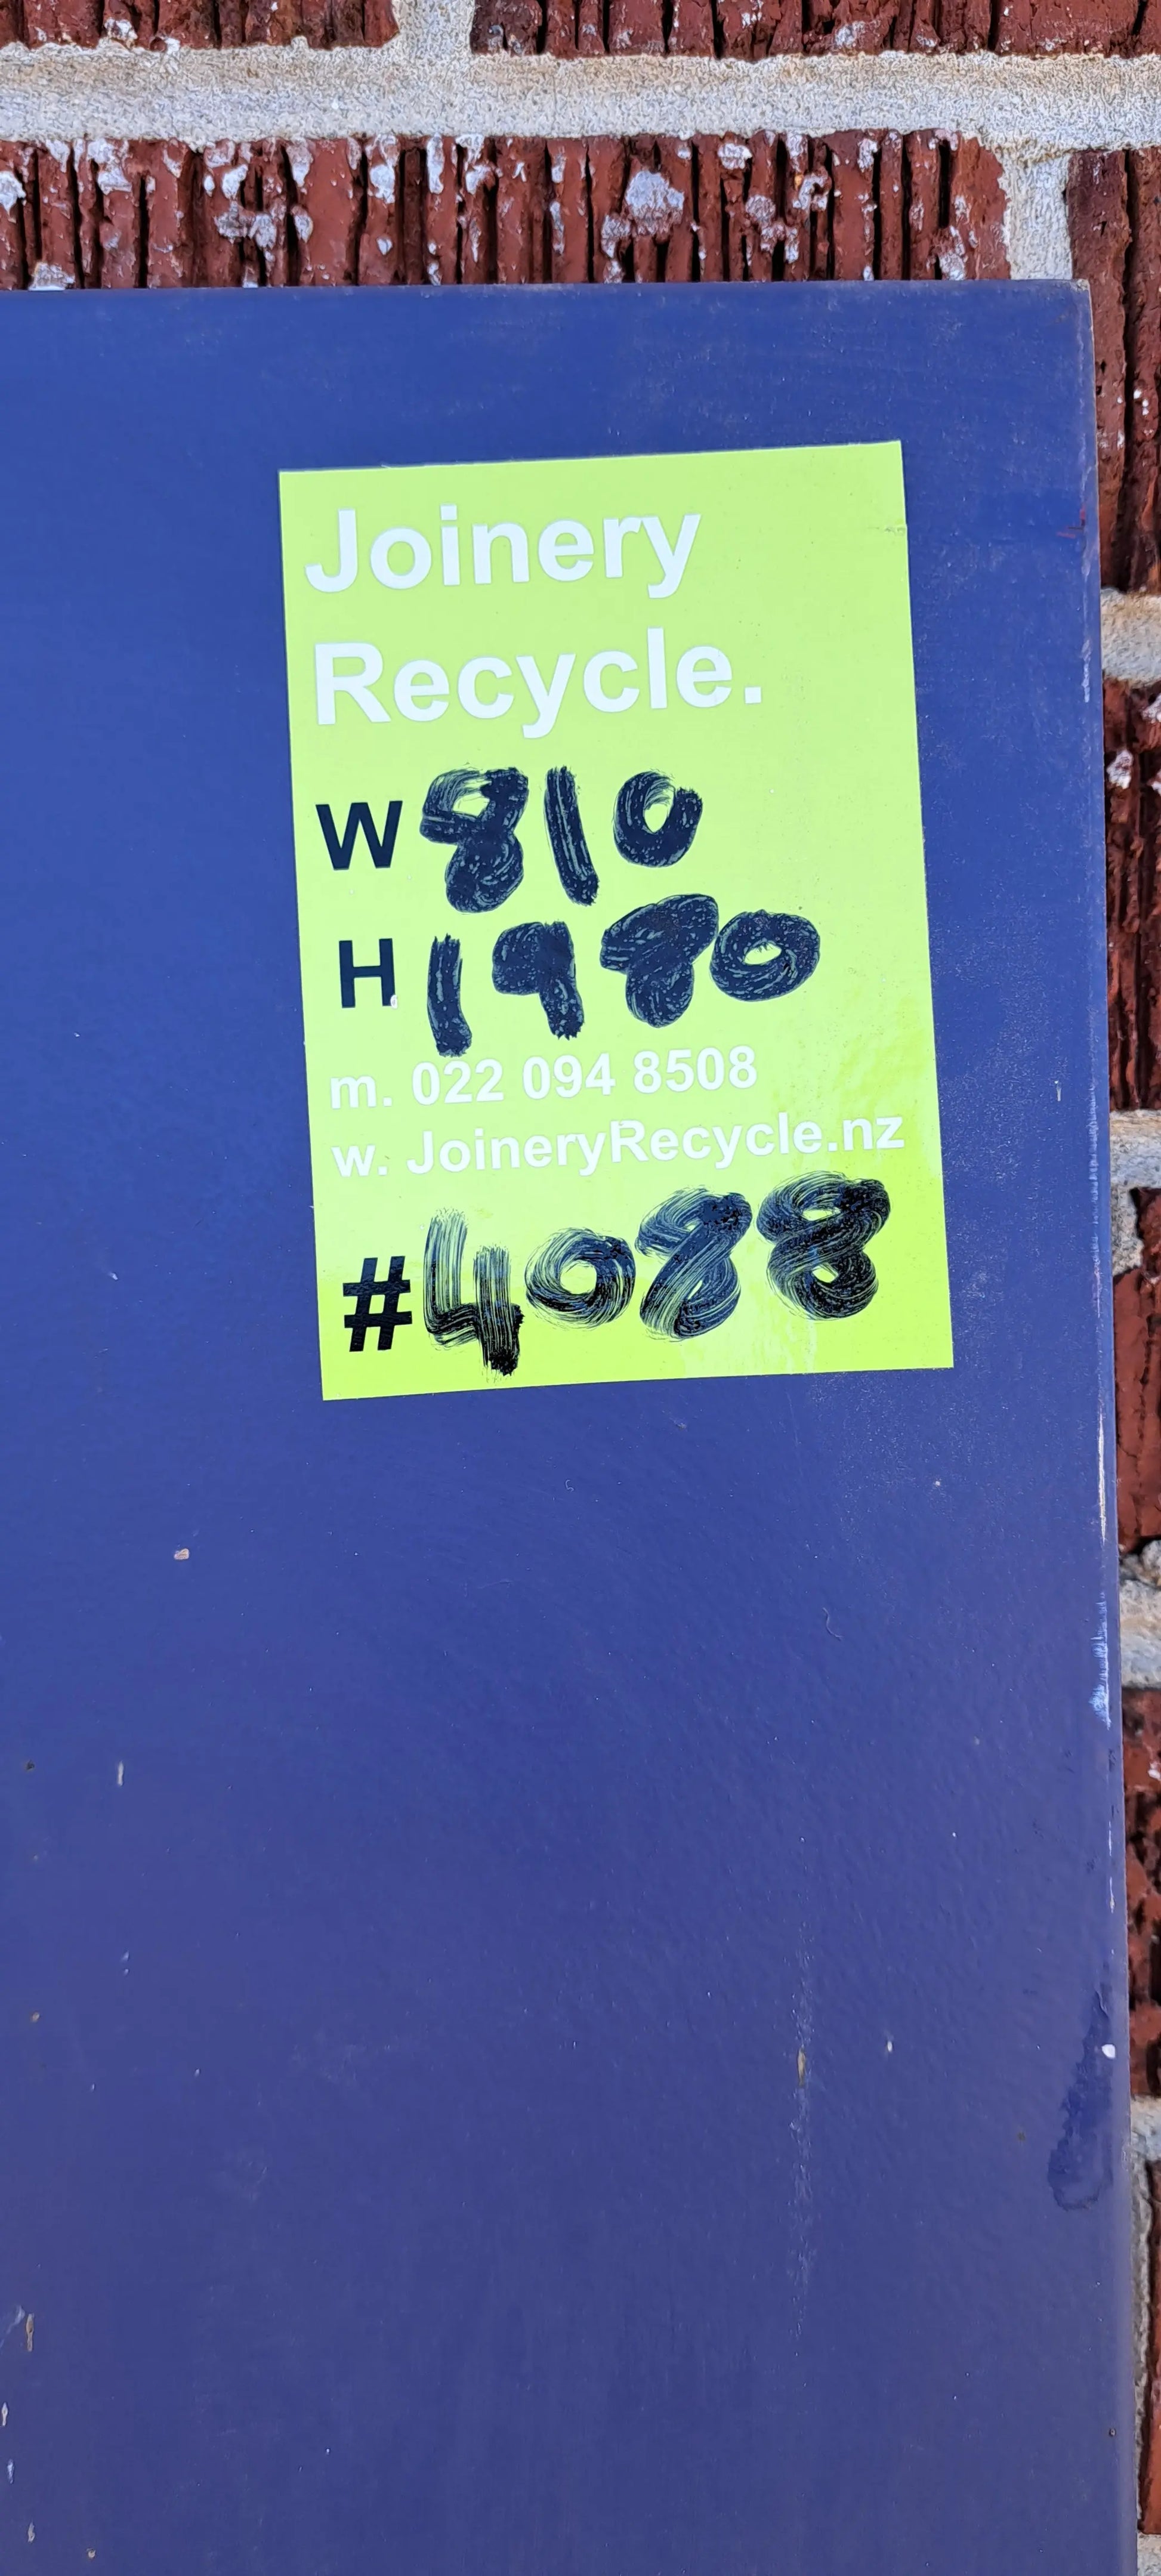 Joinery
Recycle.
W 810
H 1980
m. 022 094 8508
w. JoineryRecycle.nz
#4088